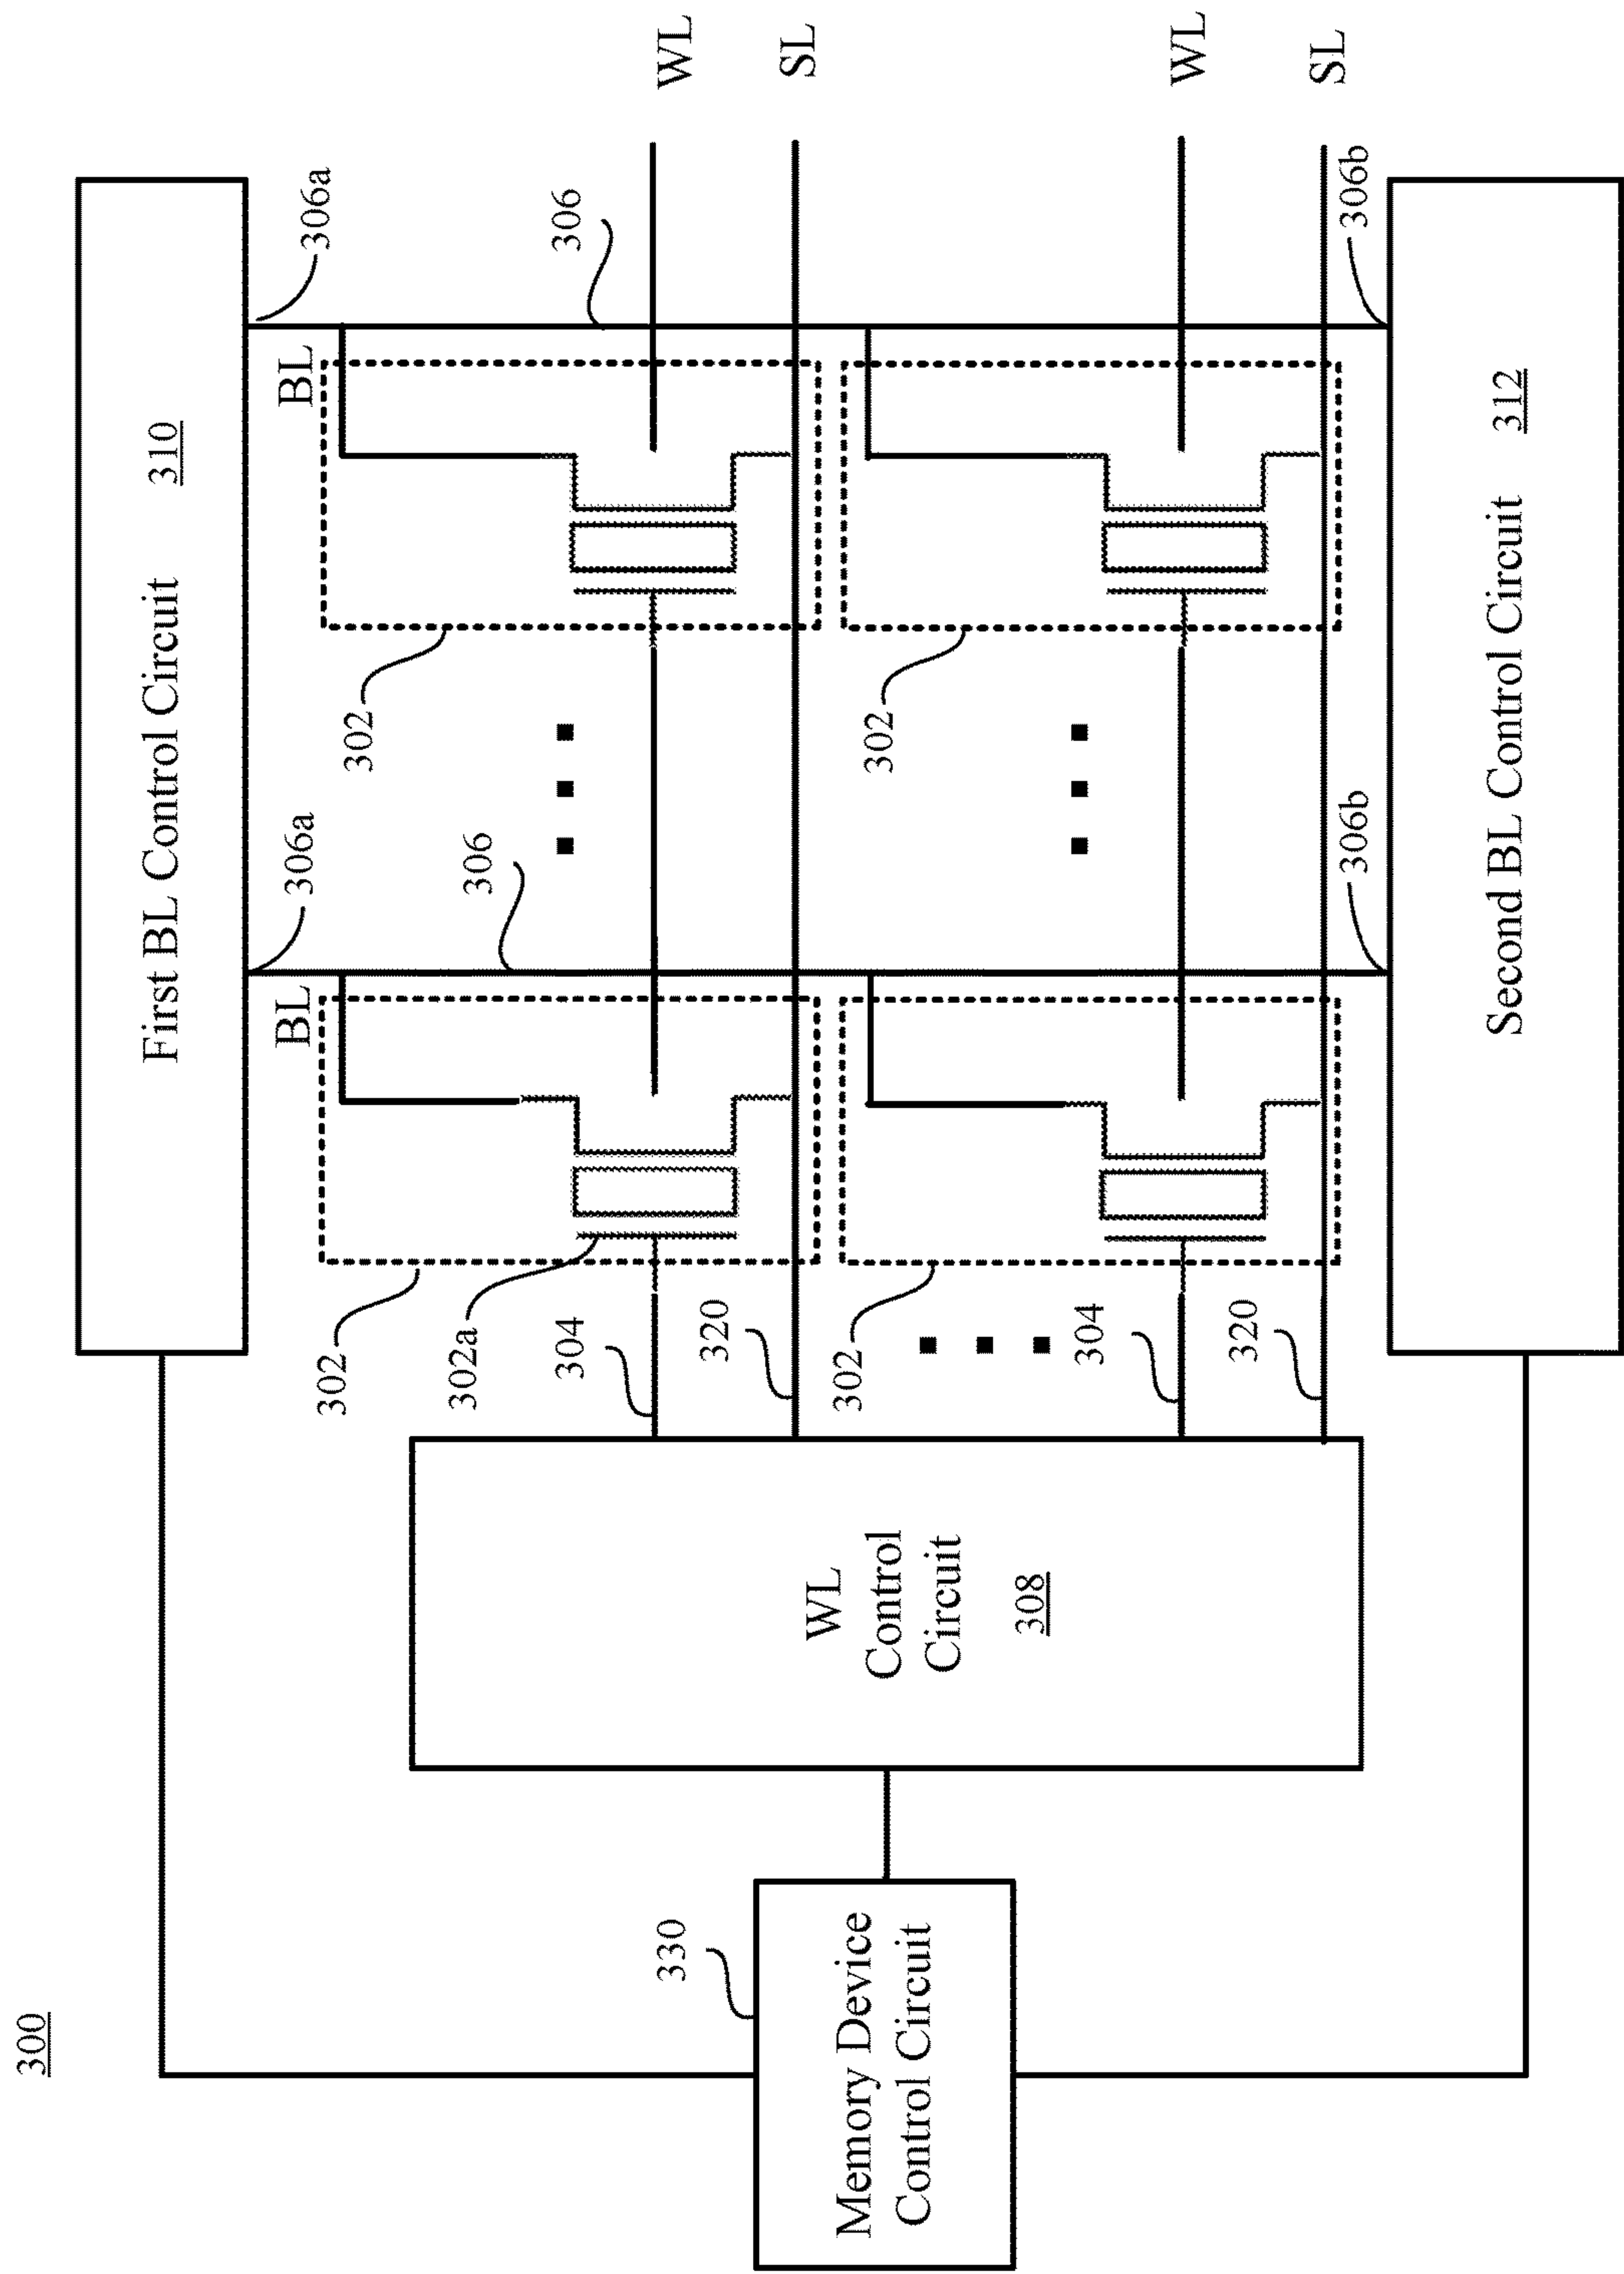 300
First BL Control Circuit 310
BL
306a
BL
306a
302
302
302a
306
306
304
WL
330
320
SL
WL
Control
Circuit
308
Memory Device
Control Circuit
302
302
304
WL
320
SL
306b
306b
Second BL Control Circuit 312